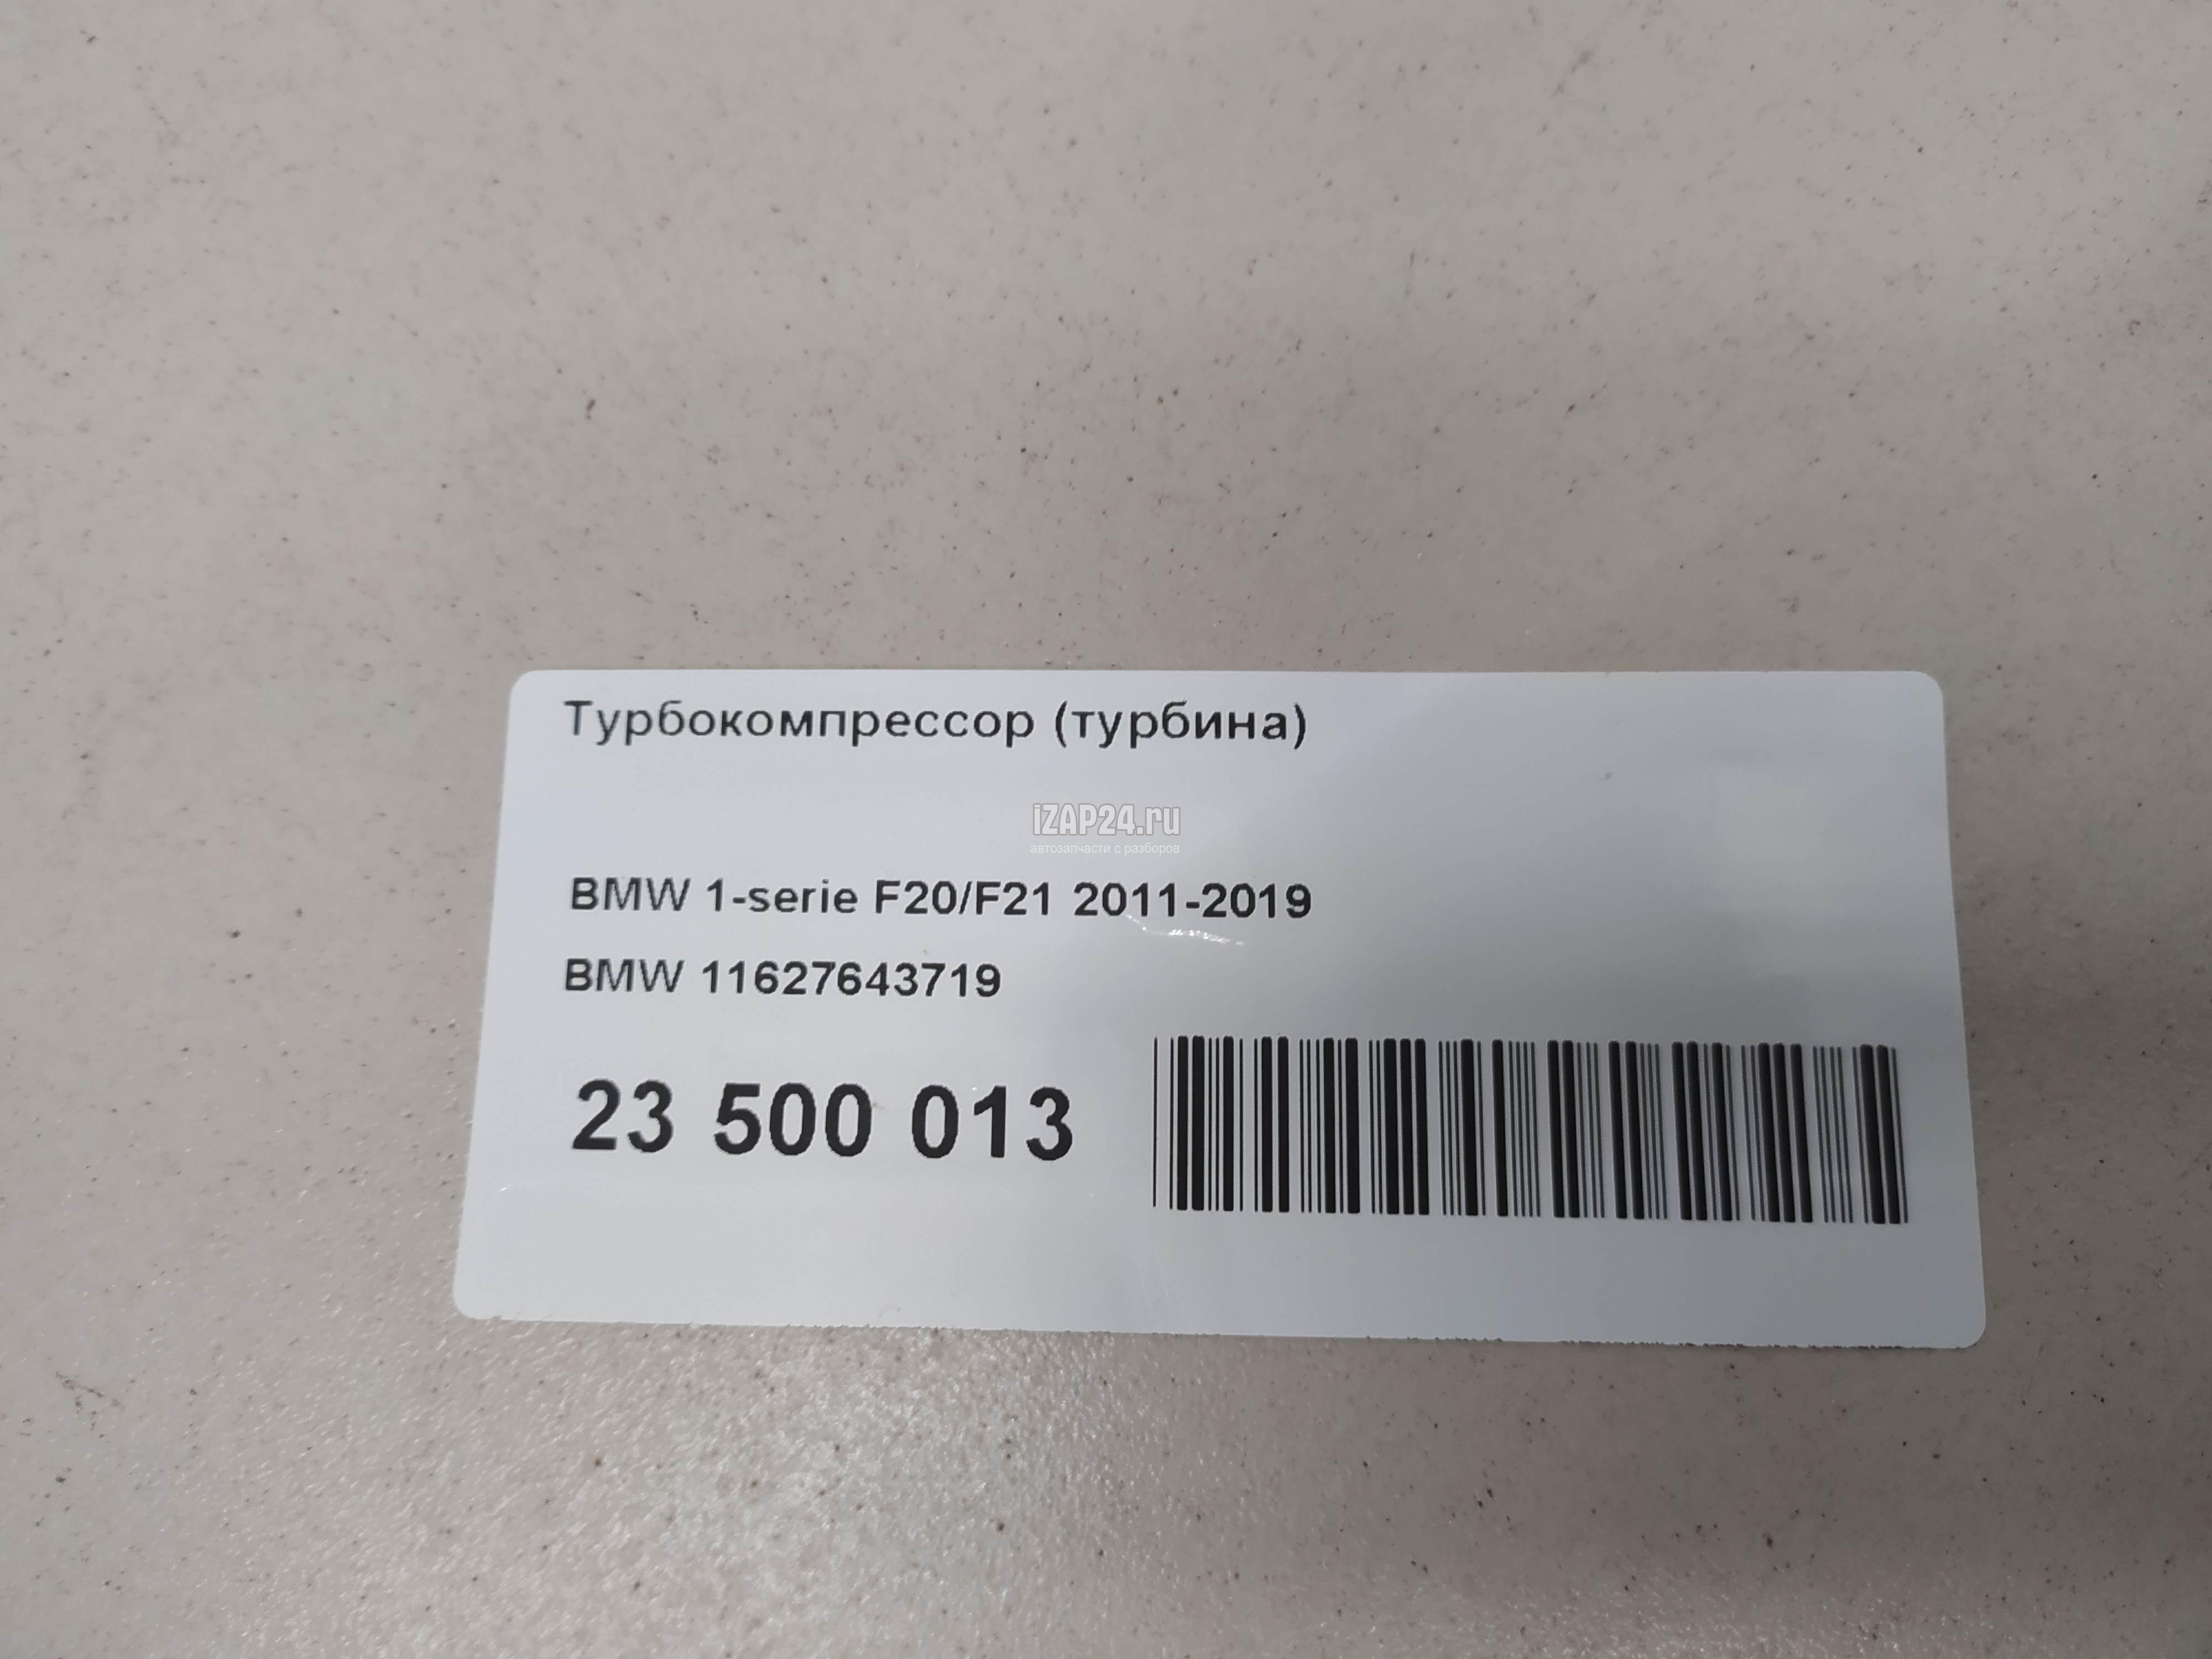 Турбокомпрессор (турбина)
iZAP24.ru
автозапчасти с разборов
BMW 1-serie F20/F21 2011-2019
BMW 11627643719
23 500 013